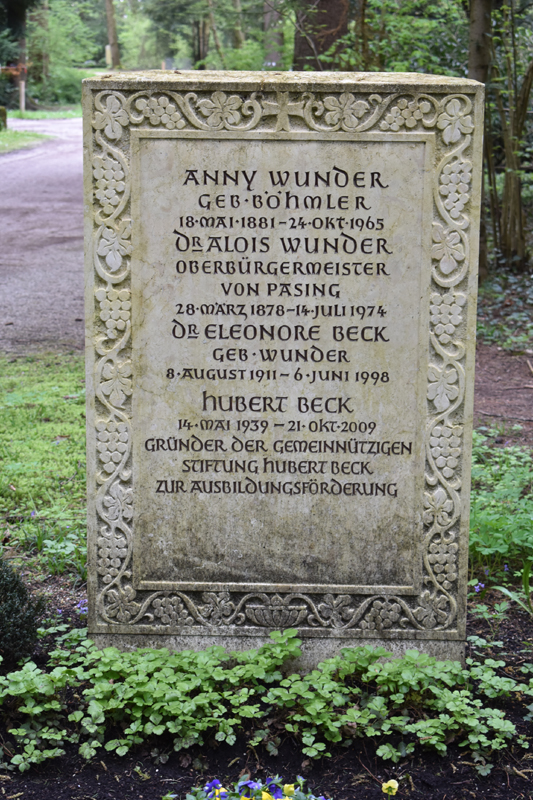 ANNY WUNDER
GEB·BÖHMLER
18·MAI·1881–24·OKT·1965
DR ALOIS WUNDER
OBERBÜRGERMEISTER
VON PASING
28·MÄRZ 1878–14·JULI 1974
DR ELEONORE BECK
GEB·WUNDER
8·AUGUST 1911–6·JUNI 1998
HUBERT BECK
14·MAI 1939–21·OKT·2009
GRÜNDER DER GEMEINNÜTZIGEN
STIFTUNG HUBERT BECK
ZUR AUSBILDUNGSFÖRDERUNG